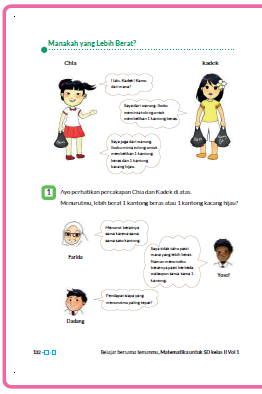 Manakah yang Lebih Berat?
Chia
kadek
Hai, Kadek! Kamu
dari mana?
Saya dari warung. Ibuku
meminta tolong untuk
membelikan 1 kantong beras.
Saya juga dari warung.
Ibuku minta tolong untuk
membelikan 1 kantong
beras dan 1 kantong
kacang hijau.
1
Ayo perhatikan percakapan Chia dan Kadek di atas.
Menurutmu, lebih berat 1 kantong beras atau 1 kantong kacang hijau?
Menurut beratnya
sama karena sama
sama satu kantong.
Farida
Saya tidak tahu pasti
mana yang lebih berat.
Namun menurutku
beratnya pasti berbeda,
walaupun sama-sama 1
kantong.
Yosef
Pendapat siapa yang
menurutmu paling tepat?
Dadang
132
Belajar bersama temanmu, Matematika untuk SD kelas II Vol 1